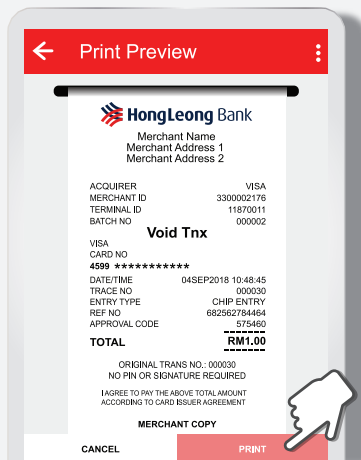 Print Preview
HongLeong Bank
Merchant Name
Merchant Address 1
Merchant Address 2
ACQUIRER VISA
MERCHANT ID 3300002176
TERMINAL ID 11870011
BATCH NO 000002
Void Tnx
VISA
CARD NO
4599 ************
DATE/TIME 04SEP2018 10:48:45
TRACE NO 000030
ENTRY TYPE CHIP ENTRY
REF NO 682562784464
APPROVAL CODE 575460
TOTAL RM1.00
ORIGINAL TRANS NO.: 000030
NO PIN OR SIGNATURE REQUIRED
I AGREE TO PAY THE ABOVE TOTAL AMOUNT
ACCORDING TO CARD ISSUER AGREEMENT
MERCHANT COPY
CANCEL PRINT